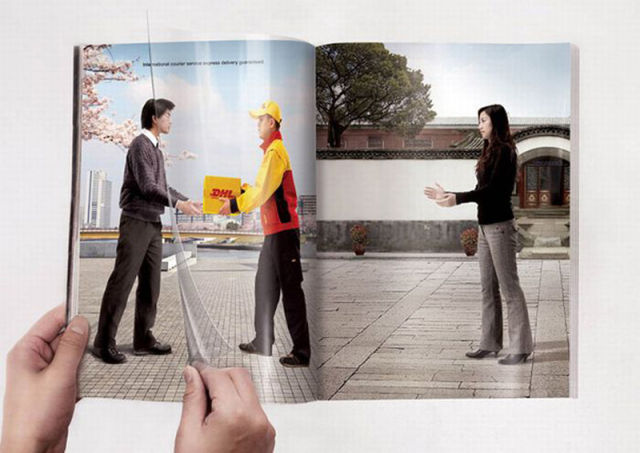 International courier service express delivery guaranteed.
DHL